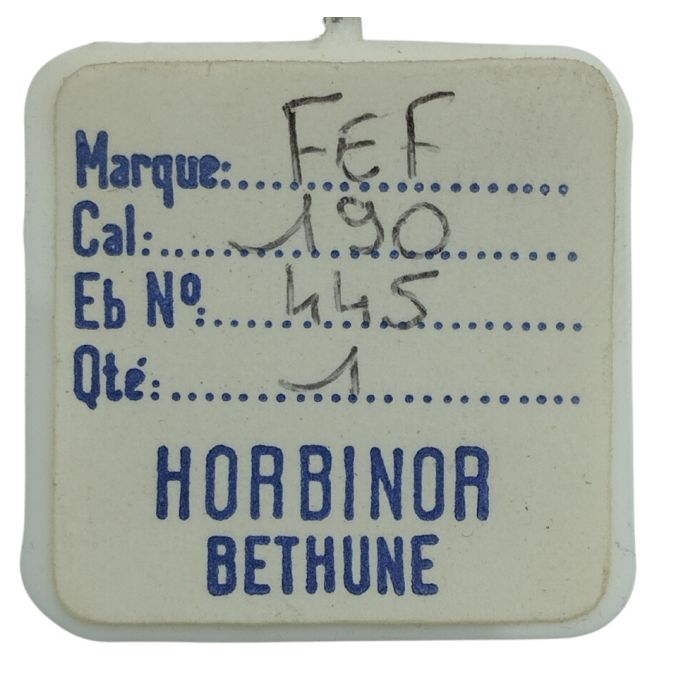 Marque: FEF
Cal: 190
Eb Nº: 445
Qté: 1
HORBINOR
BETHUNE